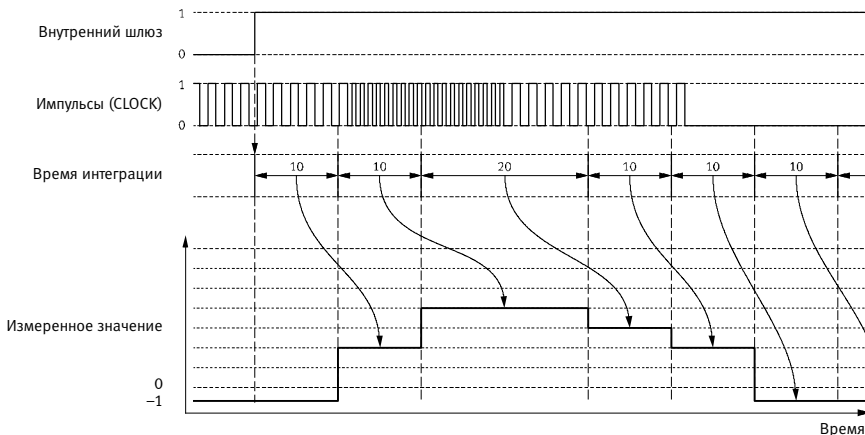 Внутренний шлюз
1
0
Импульсы (CLOCK)
1
0
Время интеграции
10 10 20 10 10 10
Измеренное значение
0
–1
Время